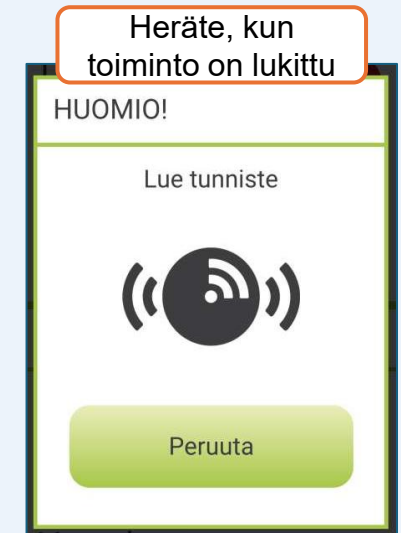 Heräte, kun
toiminto on lukittu
HUOMIO!
Lue tunniste
Peruuta